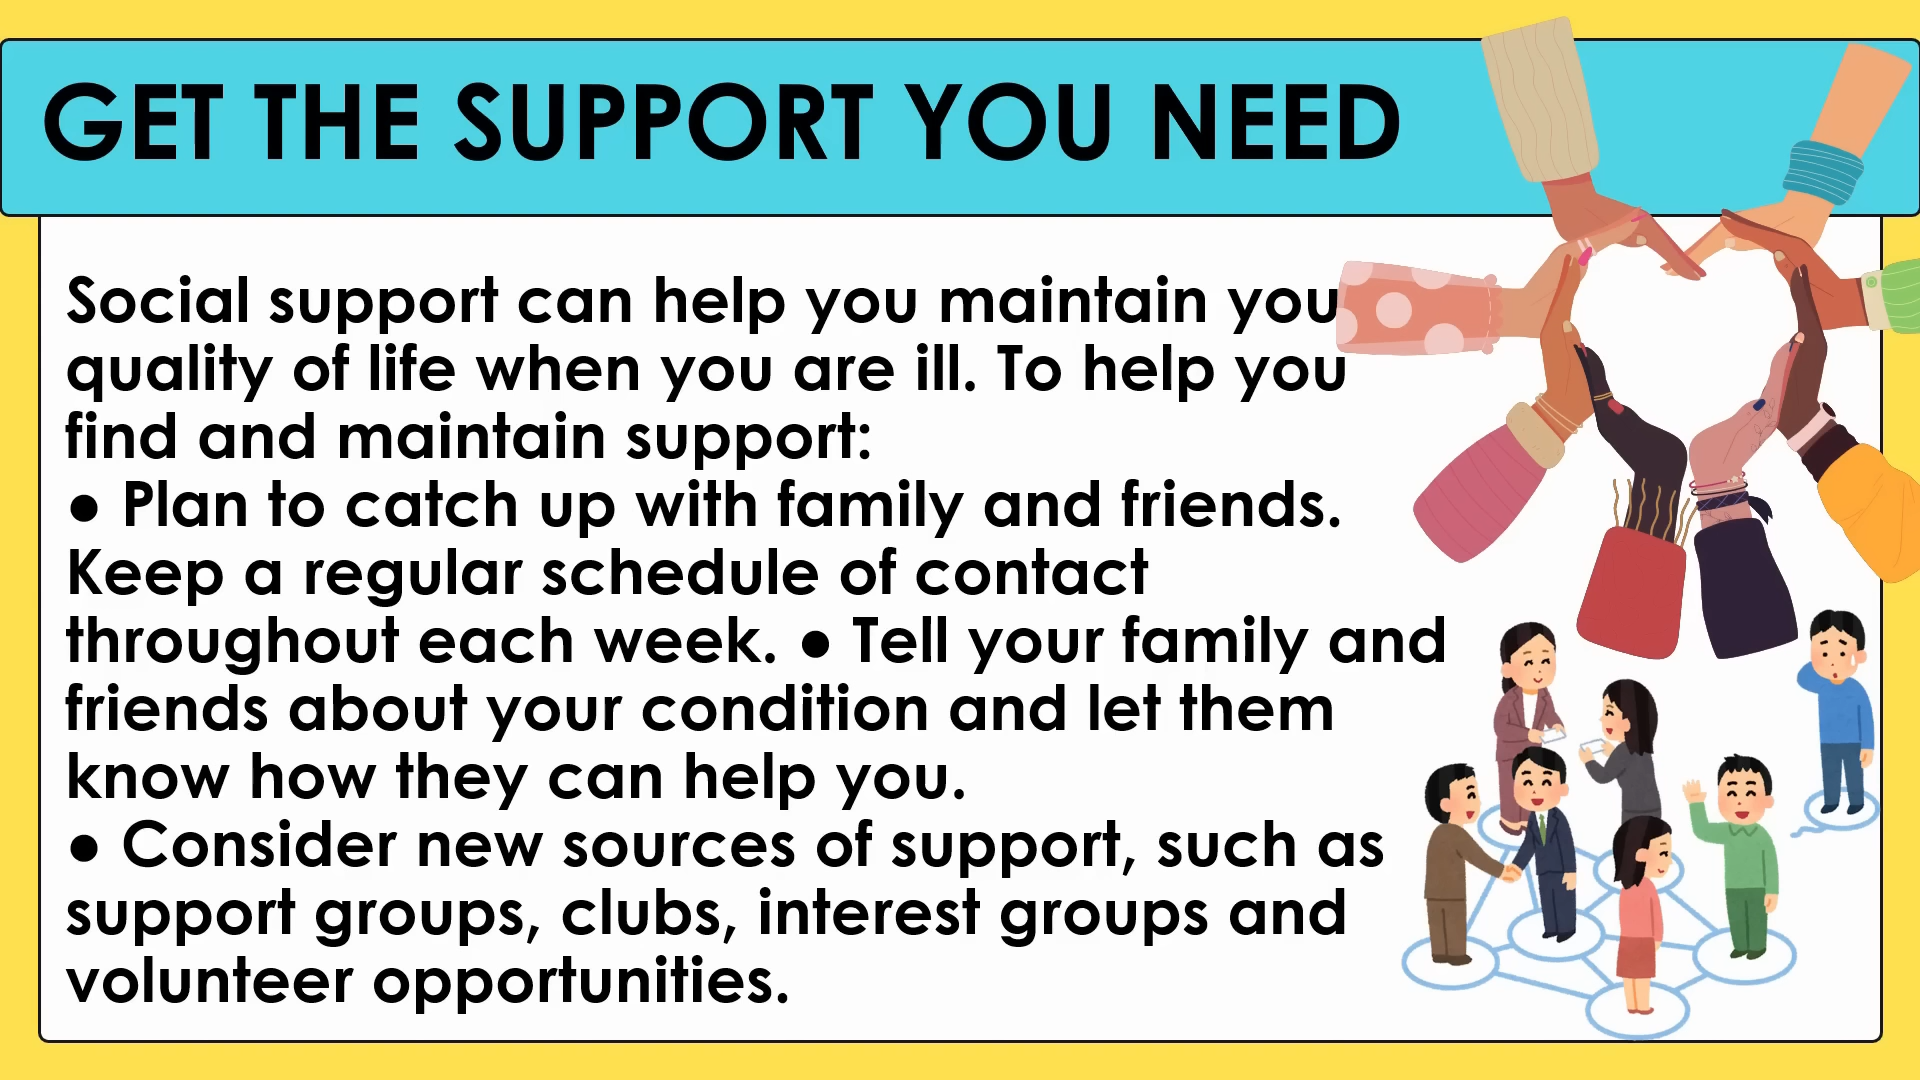 GET THE SUPPORT YOU NEED
Social support can help you maintain you
quality of life when you are ill. To help you
find and maintain support:
● Plan to catch up with family and friends.
Keep a regular schedule of contact
throughout each week. ● Tell your family and
friends about your condition and let them
know how they can help you.
● Consider new sources of support, such as
support groups, clubs, interest groups and
volunteer opportunities.